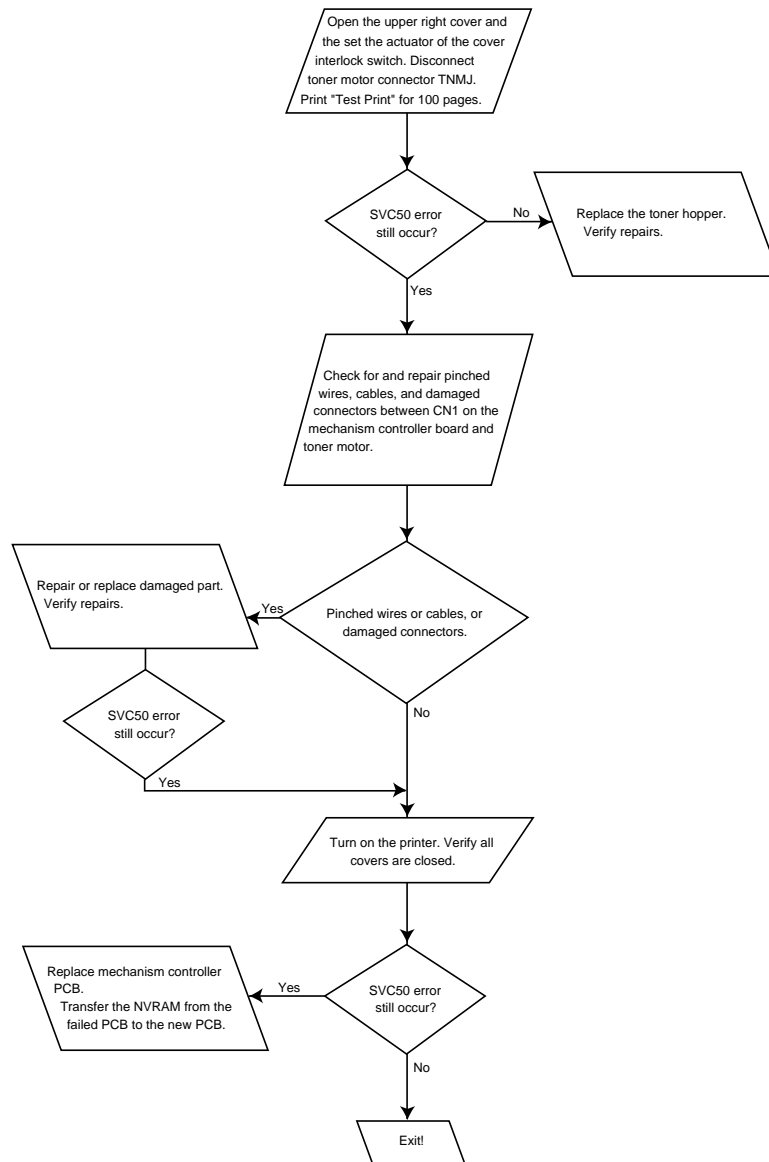 Open the upper right cover and
the set the actuator of the cover
interlock switch. Disconnect
toner motor connector TNMJ.
Print "Test Print" for 100 pages.
SVC50 error
still occur?
No
Replace the toner hopper.
Verify repairs.
Yes
Check for and repair pinched
wires, cables, and damaged
connectors between CN1 on the
mechanism controller board and
toner motor.
Repair or replace damaged part.
Verify repairs.
Yes
Pinched wires or cables, or
damaged connectors.
SVC50 error
still occur?
No
Yes
Turn on the printer. Verify all
covers are closed.
Replace mechanism controller
PCB.
Transfer the NVRAM from the
failed PCB to the new PCB.
Yes
SVC50 error
still occur?
No
Exit!